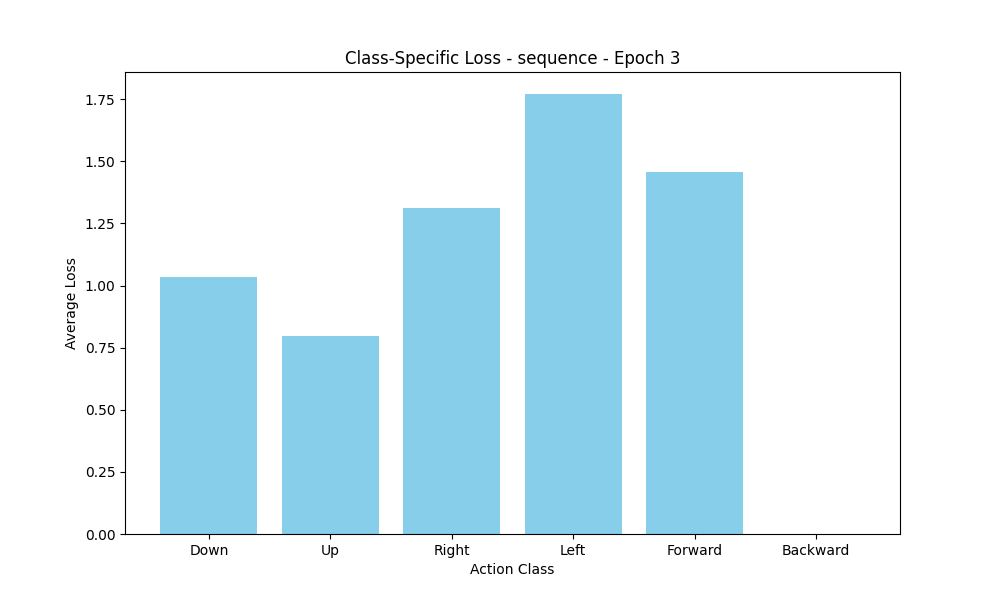 Class-Specific Loss - sequence - Epoch 3
Average Loss
1.75
1.50
1.25
1.00
0.75
0.50
0.25
0.00
Down Up Right Left Forward Backward
Action Class